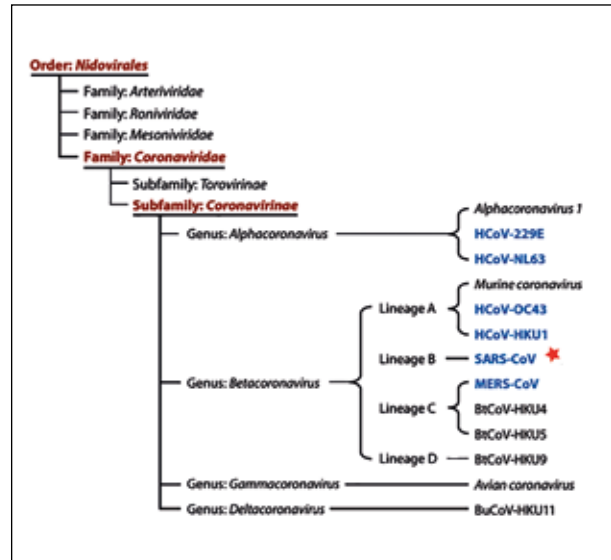 Order: Nidovirales
Family: Arteriviridae
Family: Roniviridae
Family: Mesoniviridae
Family: Coronaviridae
Subfamily: Torovirinae
Subfamily: Coronavirinae
Genus: Alphacoronavirus
Alphacoronavirus 1
HCoV-229E
HCoV-NL63
Genus: Betacoronavirus
Lineage A
Murine coronavirus
HCoV-OC43
HCoV-HKU1
Lineage B
SARS-CoV
Lineage C
MERS-CoV
BtCoV-HKU4
BtCoV-HKU5
Lineage D
BtCoV-HKU9
Genus: Gammacoronavirus
Avian coronavirus
Genus: Deltacoronavirus
BuCoV-HKU11